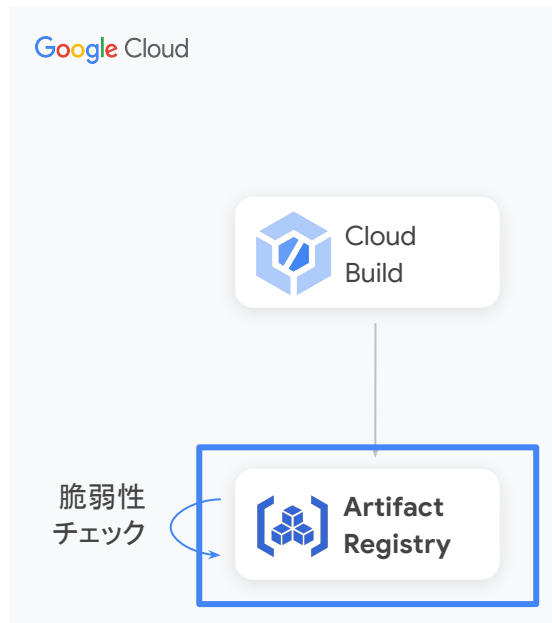 Google Cloud
Cloud
Build
脆弱性
チェック
Artifact
Registry